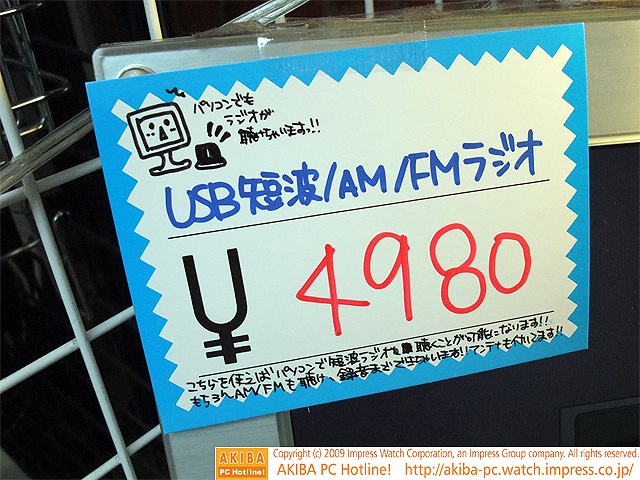 パソコンでも
ラジオが
聴けちゃいますっ!!
USB短波/AM/FMラジオ
¥ 4980
こちらを使えばパソコンで短波ラジオを聴くことが可能になります!!
もちろんAM/FMも聴け、録音までできちゃいます!!アンテナも付いてます!!
AKIBA
PC Hotline!
Copyright (c) 2009 Impress Watch Corporation, an Impress Group company. All rights reserved.
AKIBA PC Hotline! http://akiba-pc.watch.impress.co.jp/